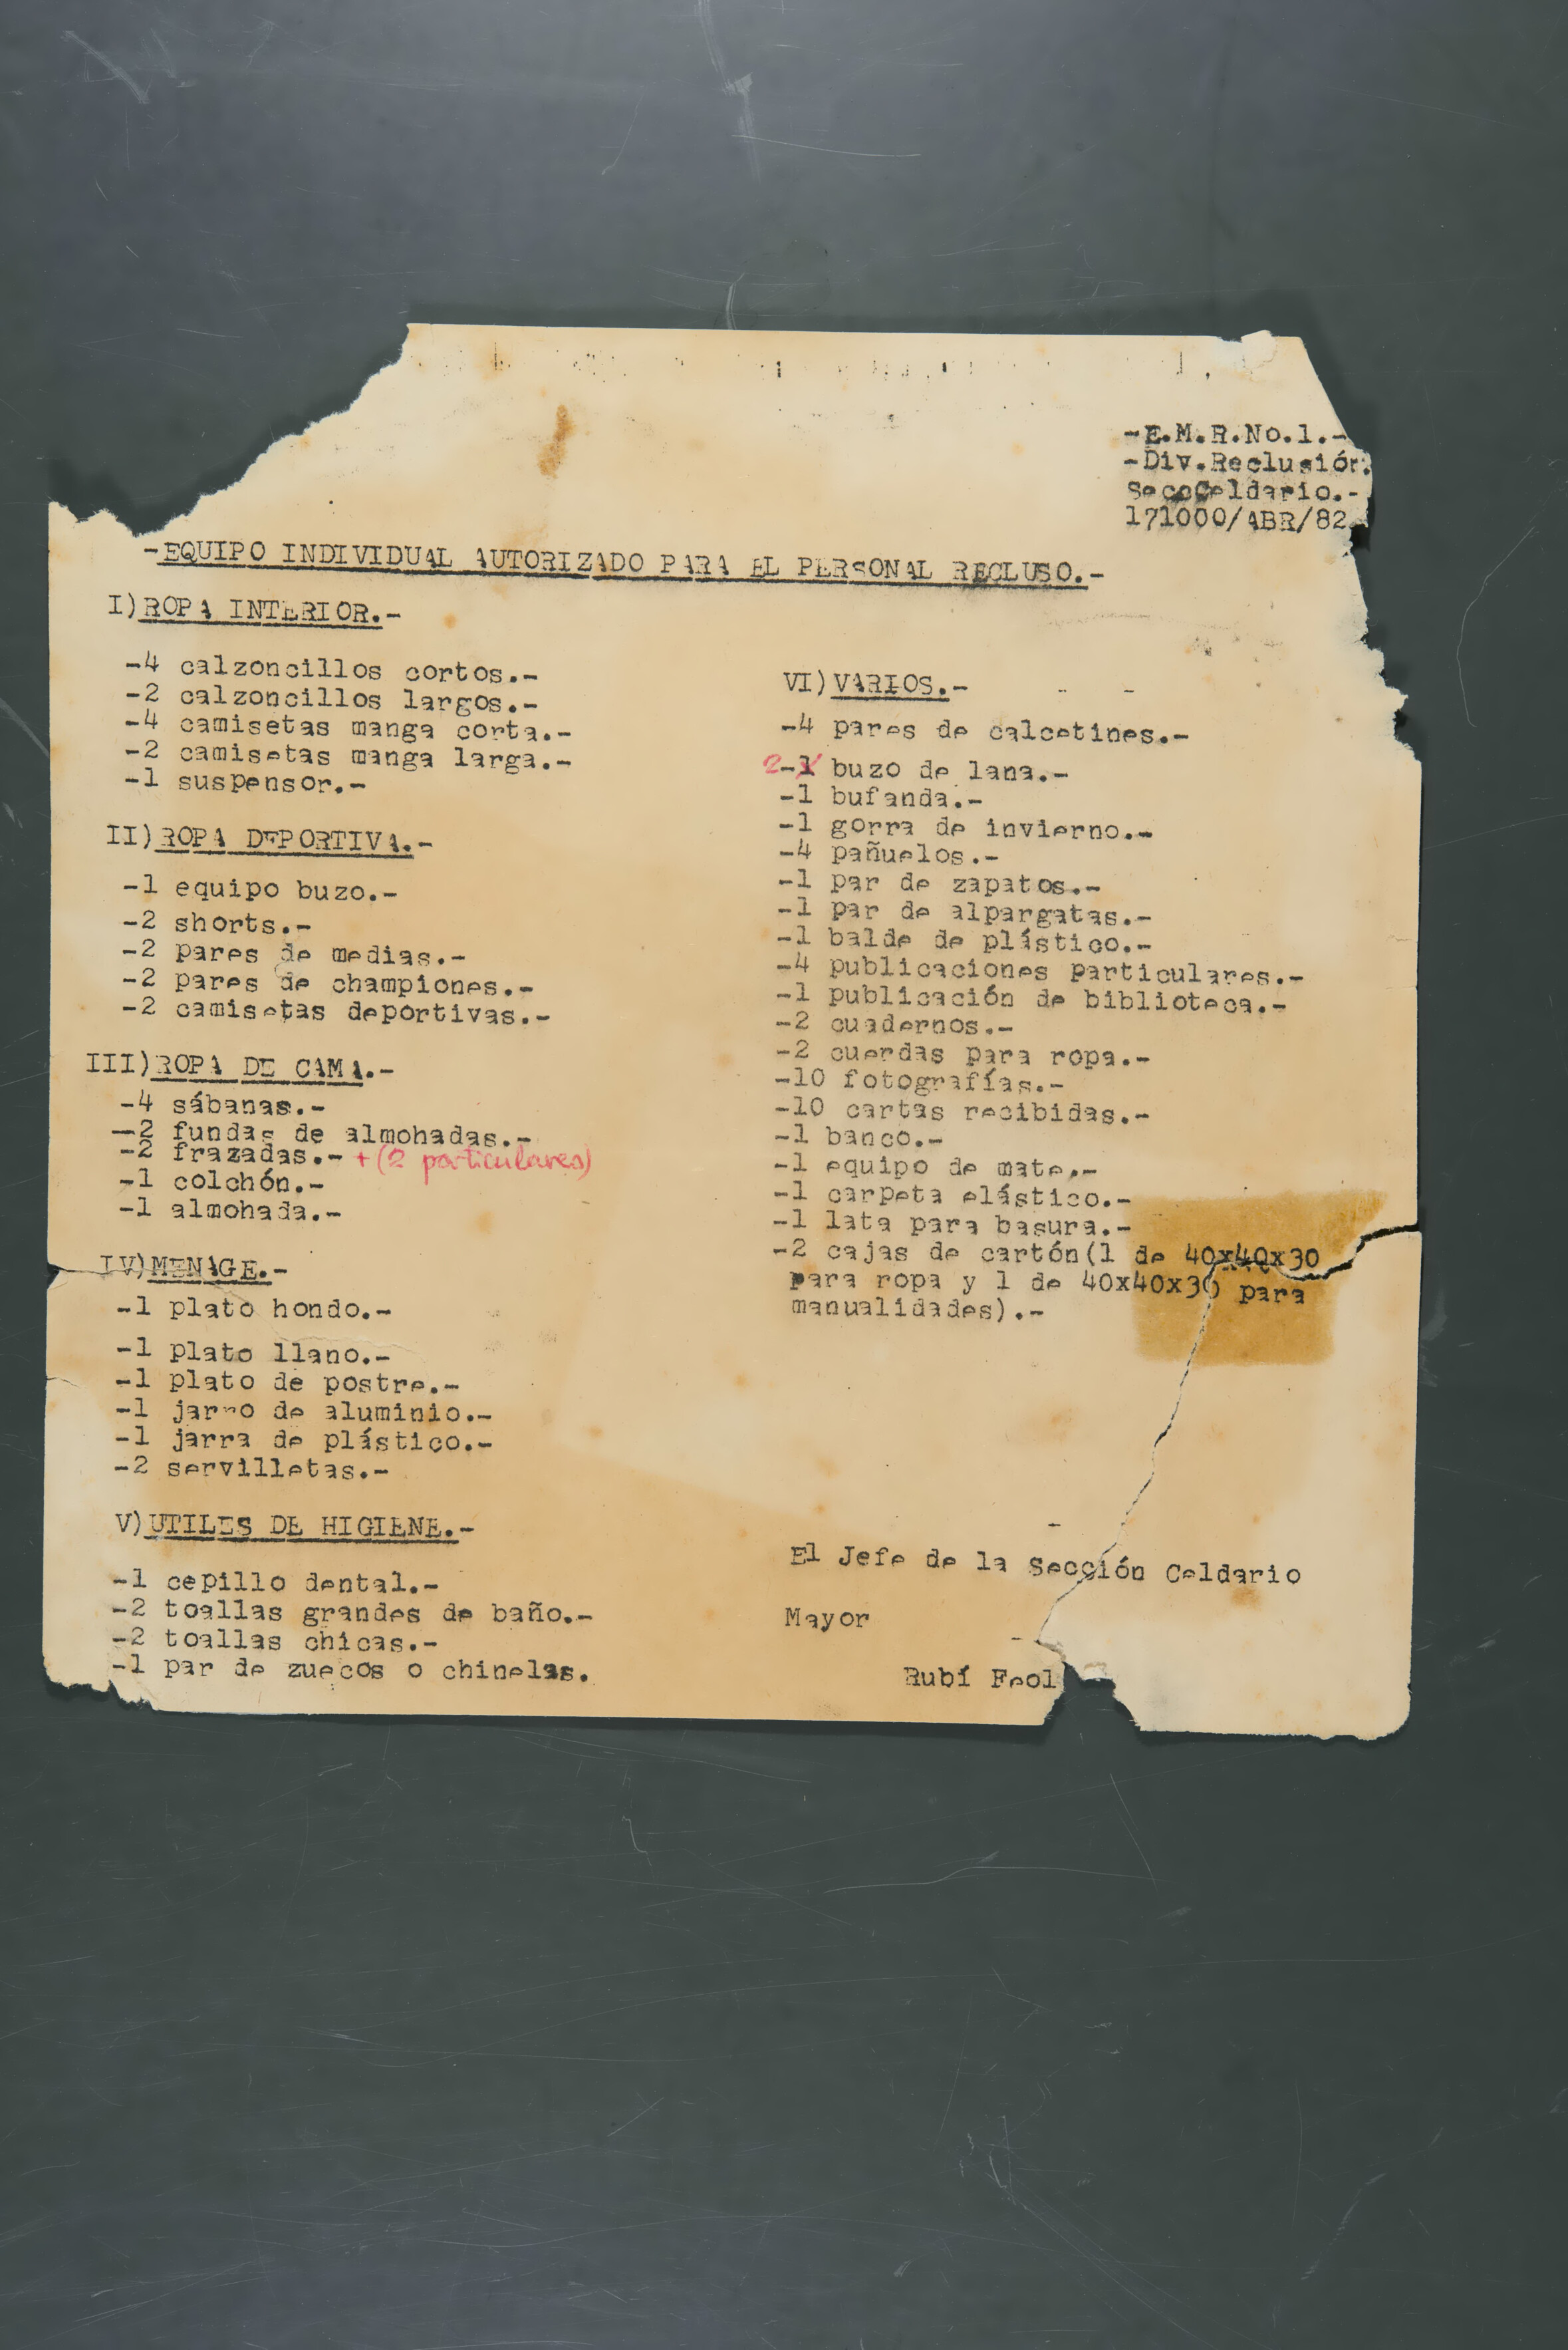 -E.M.R.No.1.-
-Div.Reclusión.
Secc Celdario.-
171000/ABR/82
-EQUIPO INDIVIDUAL AUTORIZADO PARA EL PERSONAL RECLUSO.-
I)ROPA INTERIOR.-
-4 calzoncillos cortos.-
-2 calzoncillos largos.-
-4 camisetas manga corta.-
-2 camisetas manga larga.-
-1 suspensor.-
II)ROPA DEPORTIVA.-
-1 equipo buzo.-
-2 shorts.-
-2 pares de medias.-
-2 pares de championes.-
-2 camisetas deportivas.-
III)ROPA DE CAMA.-
-4 sábanas.-
-2 fundas de almohadas.-
-2 frazadas.- +(2 particulares)
-1 colchón.-
-1 almohada.-
IV)MENAGE.-
-1 plato hondo.-
-1 plato llano.-
-1 plato de postre.-
-1 jarro de aluminio.-
-1 jarra de plástico.-
-2 servilletas.-
V)UTILES DE HIGIENE.-
-1 cepillo dental.-
-2 toallas grandes de baño.-
-2 toallas chicas.-
-1 par de zuecos o chinelas.
VI)VARIOS.-
-4 pares de calcetines.-
2-1 buzo de lana.-
-1 bufanda.-
-1 gorra de invierno.-
-4 pañuelos.-
-1 par de zapatos.-
-1 par de alpargatas.-
-1 balde de plástico.-
-4 publicaciones particulares.-
-1 publicación de biblioteca.-
-2 cuadernos.-
-2 cuerdas para ropa.-
-10 fotografías.-
-10 cartas recibidas.-
-1 banco.-
-1 equipo de mate.-
-1 carpeta elástico.-
-1 lata para basura.-
-2 cajas de cartón(1 de 40x40x30
para ropa y 1 de 40x40x30 para
manualidades).-
El Jefe de la Sección Celdario
Mayor
Rubí Feol